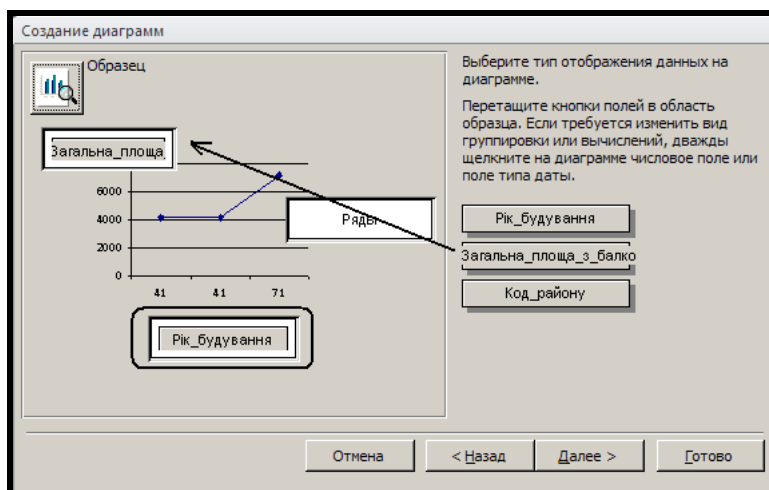 Создание диаграмм
Образец
Загальна_площа
6000
4000
2000
0
41 41 71
Ряды
Рік_будування
Выберите тип отображения данных на
диаграмме.
Перетащите кнопки полей в область
образца. Если требуется изменить вид
группировки или вычислений, дважды
щелкните на диаграмме числовое поле или
поле типа даты.
Рік_будування
Загальна_площа_з_балко
Код_району
Отмена
< Назад
Далее >
Готово